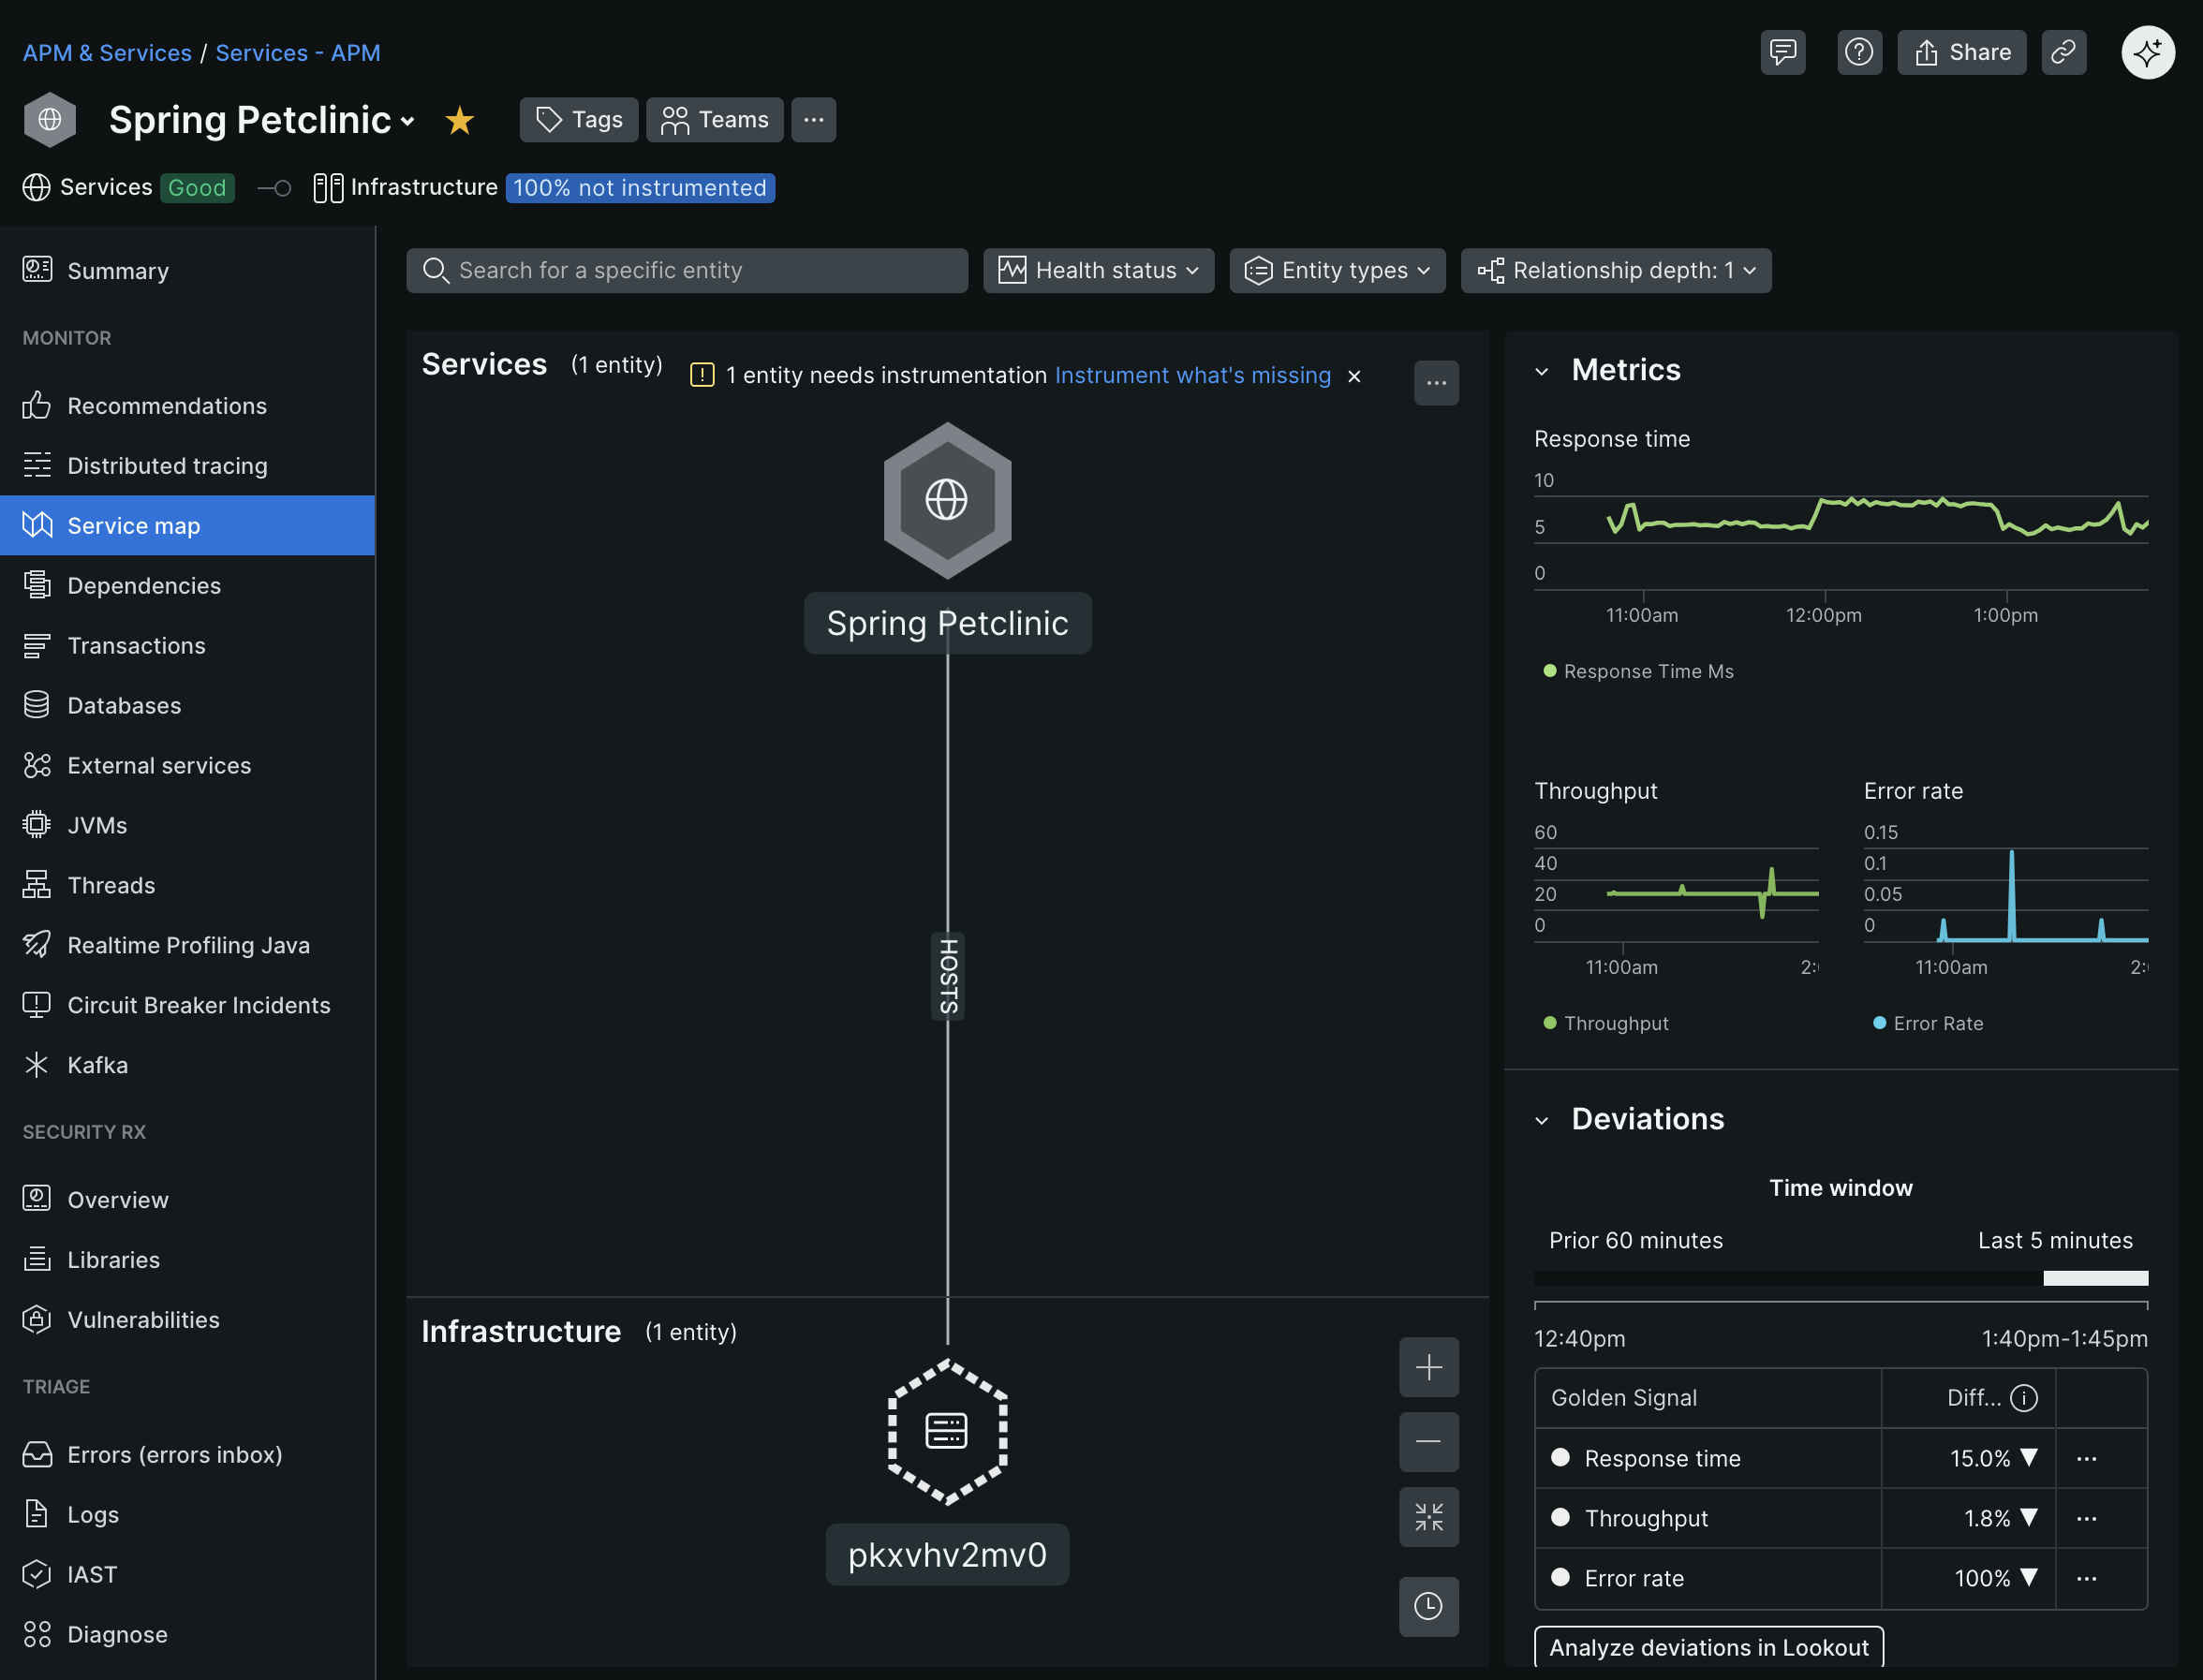 APM & Services / Services - APM
Share
Spring Petclinic
Tags
Teams
Services Good
Infrastructure 100% not instrumented
Summary
MONITOR
Recommendations
Distributed tracing
Service map
Dependencies
Transactions
Databases
External services
JVMs
Threads
Realtime Profiling Java
Circuit Breaker Incidents
Kafka
SECURITY RX
Overview
Libraries
Vulnerabilities
TRIAGE
Errors (errors inbox)
Logs
IAST
Diagnose
Search for a specific entity
Health status
Entity types
Relationship depth: 1
Services (1 entity)
1 entity needs instrumentation Instrument what's missing
Spring Petclinic
HOSTS
Infrastructure (1 entity)
pkxvhv2mv0
Metrics
Response time
10
5
0
11:00am 12:00pm 1:00pm
Response Time Ms
Throughput
60
40
20
0
11:00am 2:
Throughput
Error rate
0.15
0.1
0.05
0
11:00am 2:
Error Rate
Deviations
Time window
Prior 60 minutes Last 5 minutes
12:40pm 1:40pm-1:45pm
Golden Signal Diff...
Response time 15.0% ▼ ...
Throughput 1.8% ▼ ...
Error rate 100% ▼ ...
Analyze deviations in Lookout